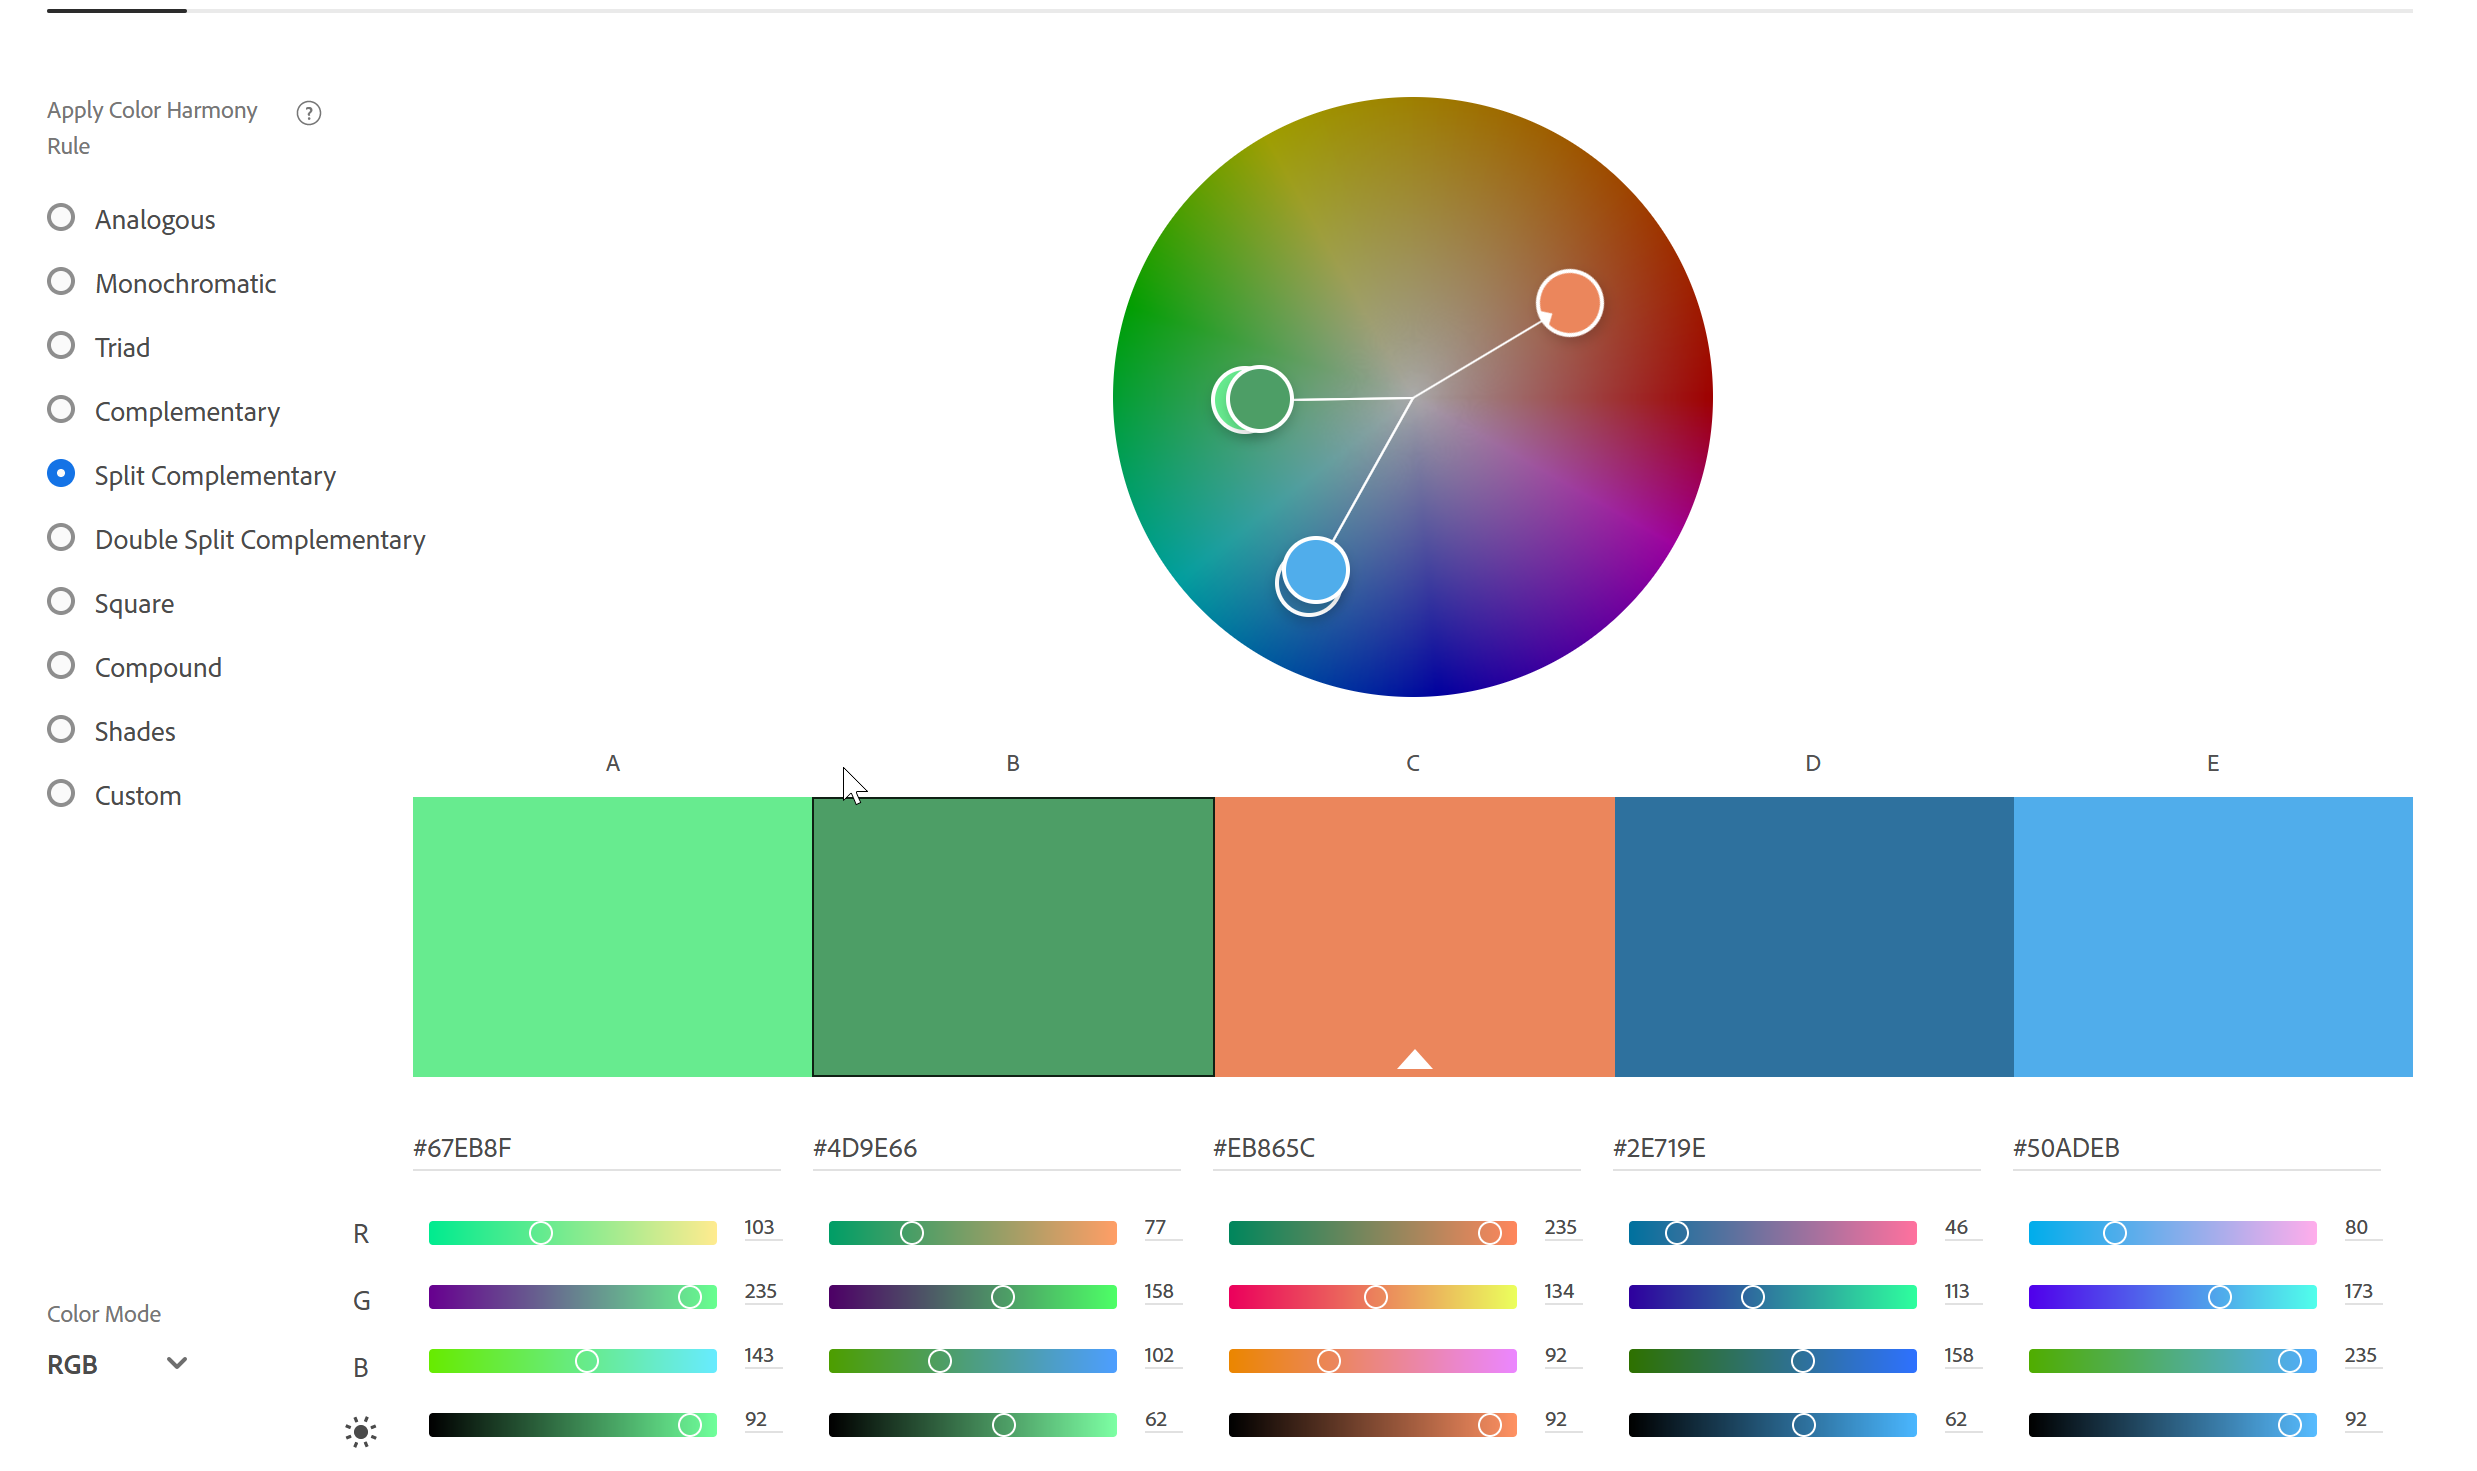 Apply Color Harmony
Rule
?
Analogous
Monochromatic
Triad
Complementary
Split Complementary
Double Split Complementary
Square
Compound
Shades
Custom
A B C D E
#67EB8F #4D9E66 #EB865C #2E719E #50ADEB
R 103 77 235 46 80
G 235 158 134 113 173
B 143 102 92 158 235
92 62 92 62 92
Color Mode
RGB